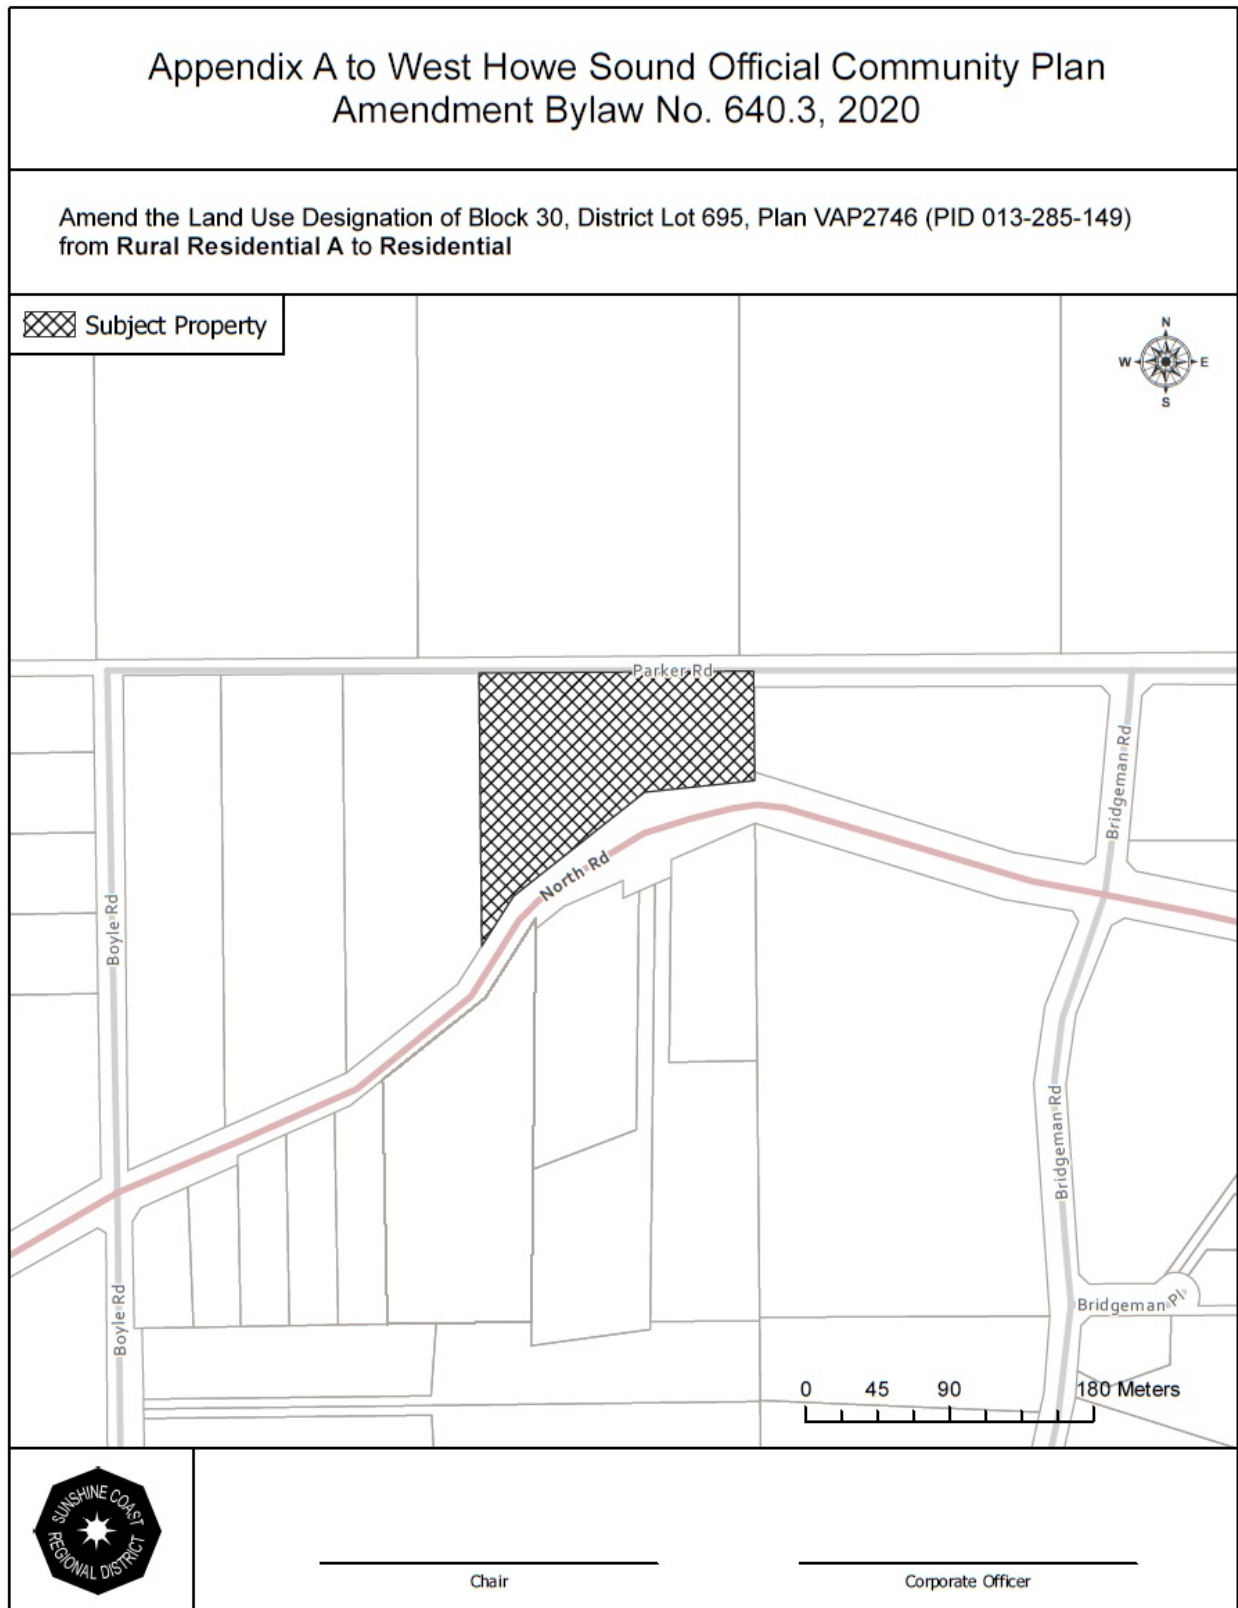 Appendix A to West Howe Sound Official Community Plan
Amendment Bylaw No. 640.3, 2020
Amend the Land Use Designation of Block 30, District Lot 695, Plan VAP2746 (PID 013-285-149)
from Rural Residential A to Residential
Subject Property
N
W E
S
Parker Rd
Bridgeman Rd
North Rd
Boyle Rd
Bridgeman Rd
Boyle Rd
Bridgeman Pl
0 45 90 180 Meters
SUNSHINE COAST
REGIONAL DISTRICT
Chair
Corporate Officer